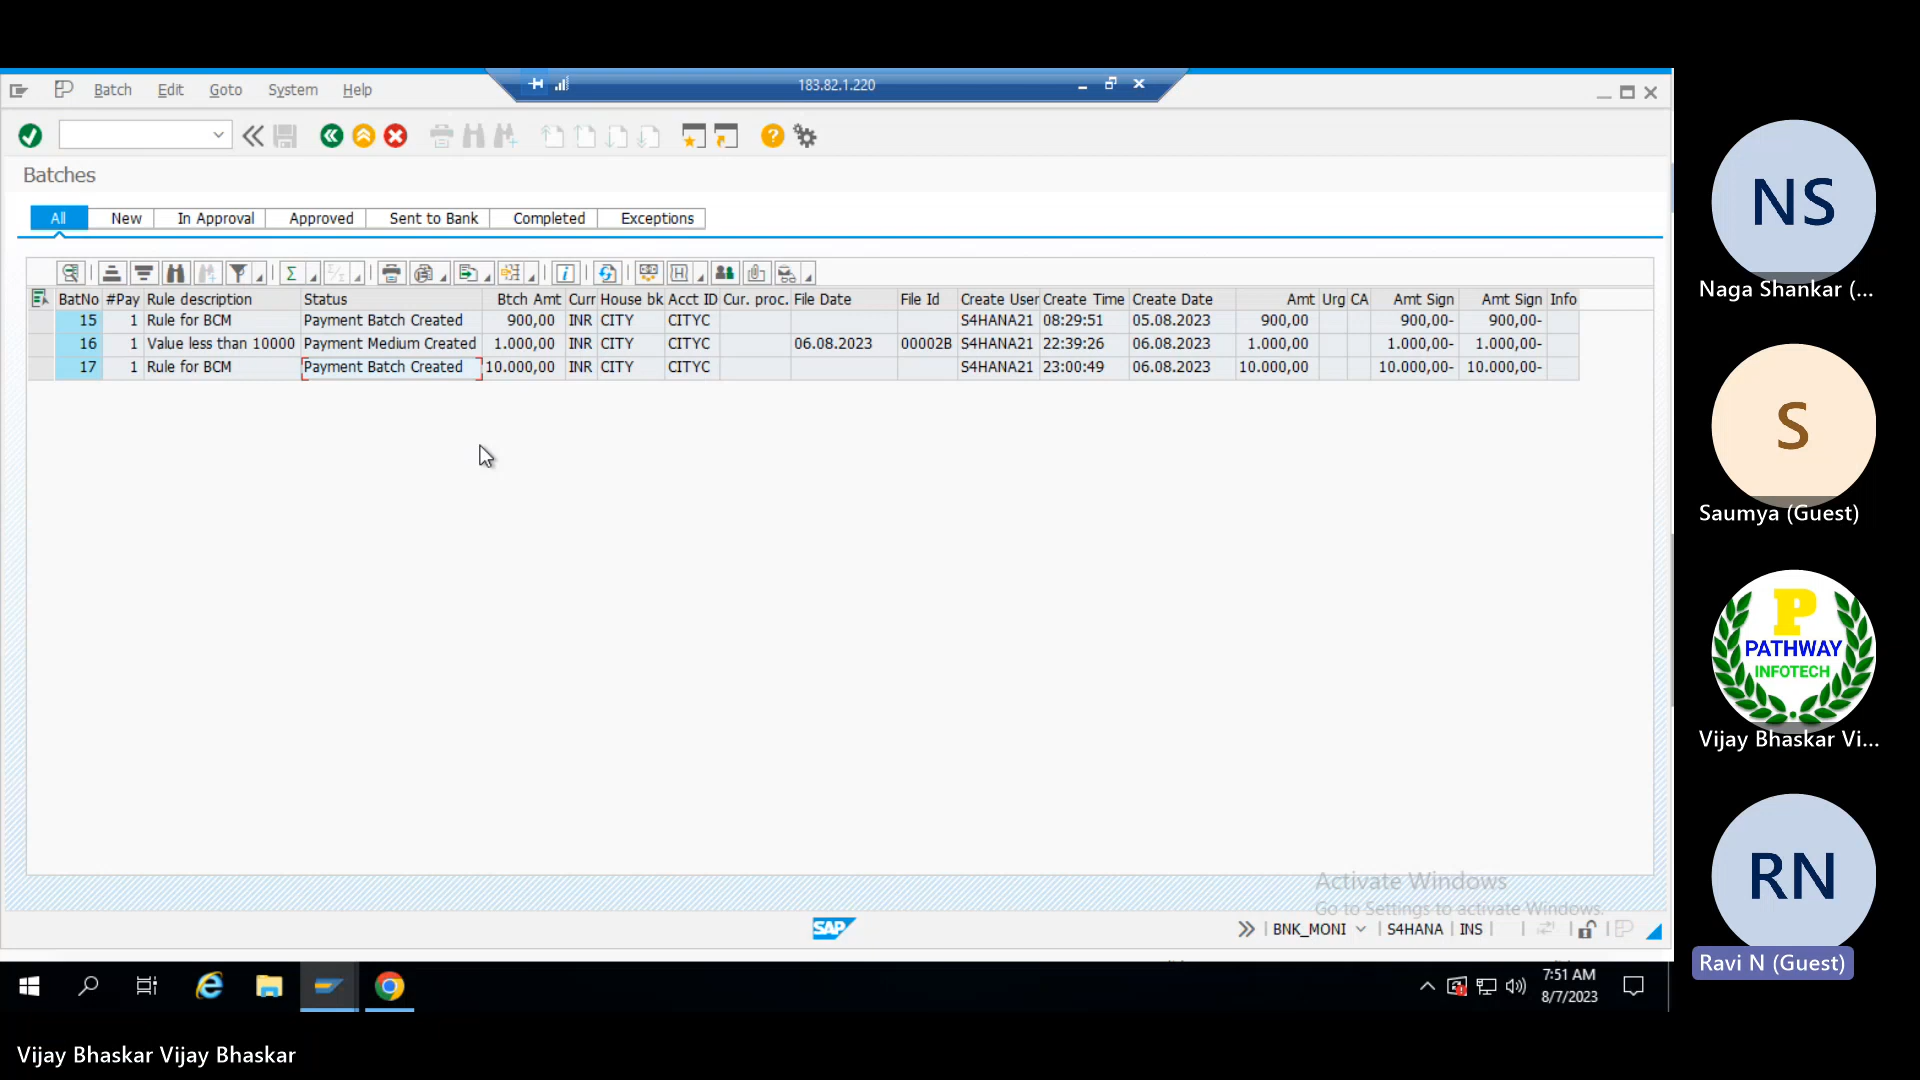 183.82.1.220
Batch Edit Goto System Help
Batches
All New In Approval Approved Sent to Bank Completed Exceptions
BatNo #Pay Rule description Status Btch Amt Curr House bk Acct ID Cur. proc. File Date File Id Create User Create Time Create Date Amt Urg CA Amt Sign Amt Sign Info
15 1 Rule for BCM Payment Batch Created 900,00 INR CITY CITYC S4HANA21 08:29:51 05.08.2023 900,00 900,00- 900,00-
16 1 Value less than 10000 Payment Medium Created 1.000,00 INR CITY CITYC 06.08.2023 00002B S4HANA21 22:39:26 06.08.2023 1.000,00 1.000,00- 1.000,00-
17 1 Rule for BCM Payment Batch Created 10.000,00 INR CITY CITYC S4HANA21 23:00:49 06.08.2023 10.000,00 10.000,00- 10.000,00-
Activate Windows
Go to Settings to activate Windows.
SAP BNK_MONI S4HANA INS
7:51 AM
8/7/2023
NS
Naga Shankar (...
S
Saumya (Guest)
P
PATHWAY
INFOTECH
Vijay Bhaskar Vi...
RN
Ravi N (Guest)
Vijay Bhaskar Vijay Bhaskar